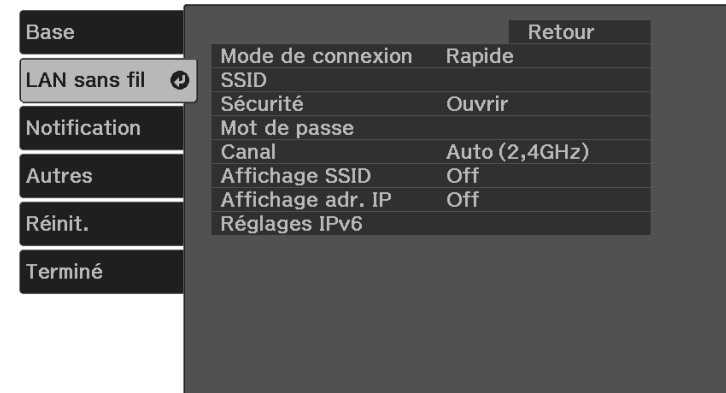 Base
LAN sans fil
Notification
Autres
Réinit.
Terminé
Retour
Mode de connexion Rapide
SSID
Sécurité Ouvrir
Mot de passe
Canal Auto (2,4GHz)
Affichage SSID Off
Affichage adr. IP Off
Réglages IPv6